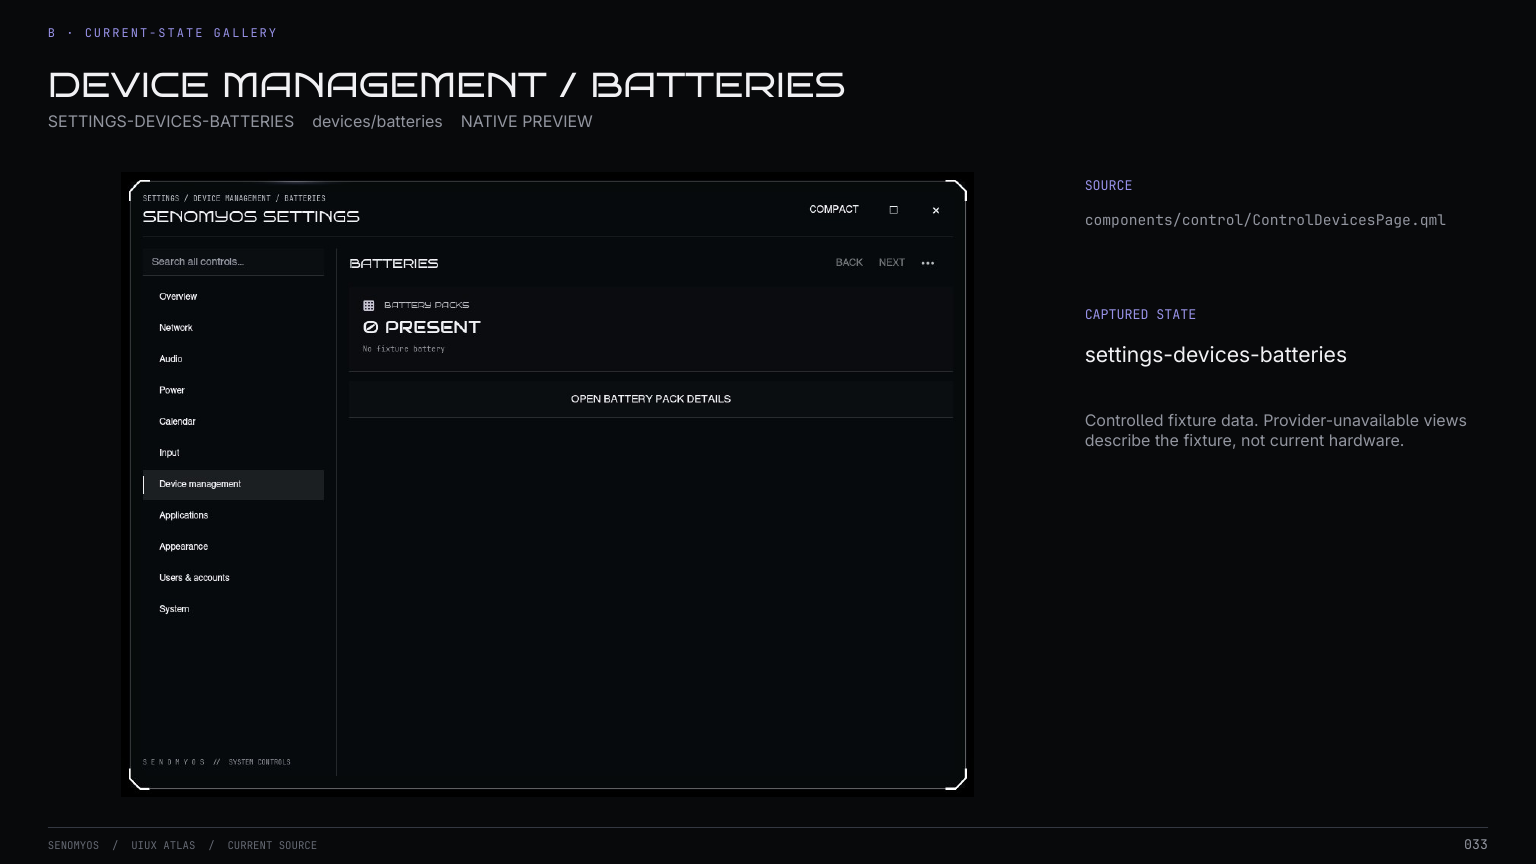 B · CURRENT-STATE GALLERY
DEVICE MANAGEMENT / BATTERIES
SETTINGS-DEVICES-BATTERIES devices/batteries NATIVE PREVIEW
SETTINGS / DEVICE MANAGEMENT / BATTERIES
SENOMYOS SETTINGS
COMPACT □ ×
Search all controls...
Overview
Network
Audio
Power
Calendar
Input
Device management
Applications
Appearance
Users & accounts
System
SENOMYOS // SYSTEM CONTROLS
BATTERIES
BACK NEXT •••
BATTERY PACKS
0 PRESENT
No fixture battery
OPEN BATTERY PACK DETAILS
SOURCE
components/control/ControlDevicesPage.qml
CAPTURED STATE
settings-devices-batteries
Controlled fixture data. Provider-unavailable views
describe the fixture, not current hardware.
SENOMYOS / UIUX ATLAS / CURRENT SOURCE
033